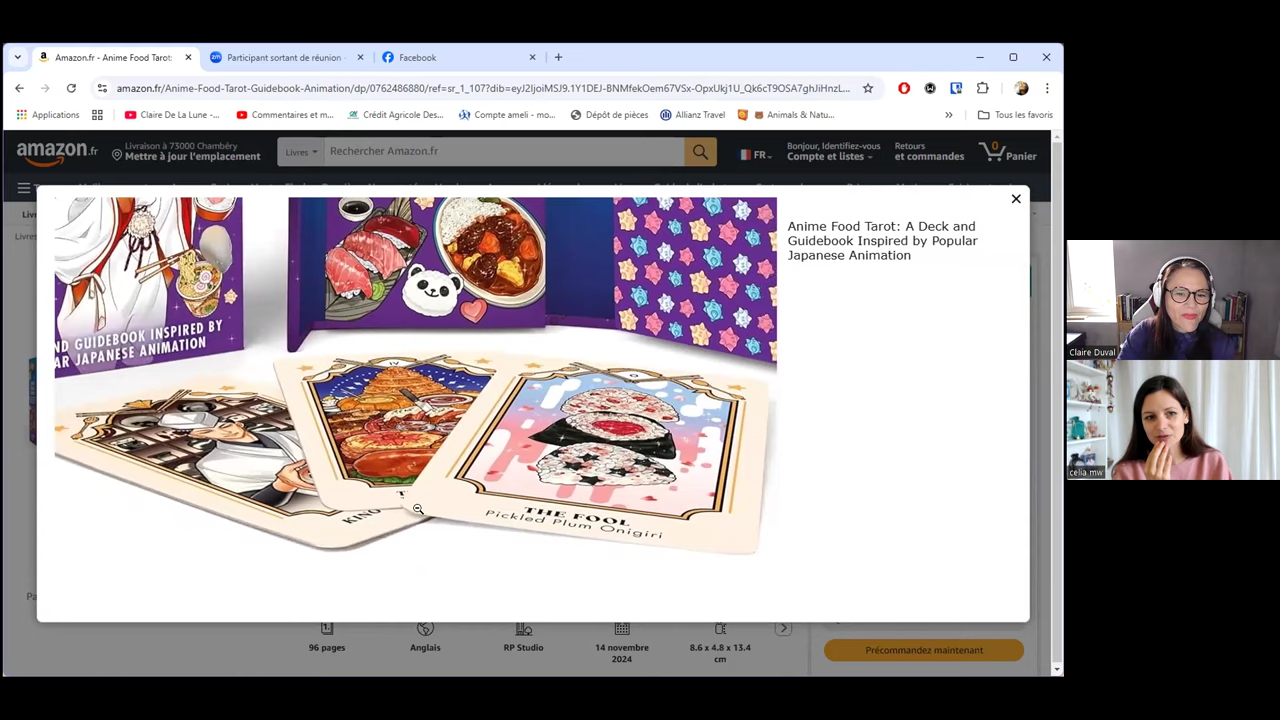 Amazon.fr - Anime Food Tarot:
Participant sortant de réunion -
Facebook
amazon.fr/Anime-Food-Tarot-Guidebook-Animation/dp/0762486880/ref=sr_1_107?dib=eyJ2IjoiMSJ9.1Y1DEJ-BNMfekOem67VSx-OpxUkj1U_Qk6cT9OSA7ghJiHnzL...
Applications
Claire De La Lune -...
Commentaires et m...
Crédit Agricole Des...
Compte ameli - mo...
Dépôt de pièces
Allianz Travel
Animals & Natu...
Tous les favoris
amazon.fr
Livraison à 73000 Chambéry
Mettre à jour l'emplacement
Livres
Rechercher Amazon.fr
FR
Bonjour, Identifiez-vous
Compte et listes
Retours
et commandes
0
Panier
Anime Food Tarot: A Deck and
Guidebook Inspired by Popular
Japanese Animation
ND GUIDEBOOK INSPIRED BY
AR JAPANESE ANIMATION
IV
0
KING
THE FOOL
Pickled Plum Onigiri
96 pages
Anglais
RP Studio
14 novembre
2024
8.6 x 4.8 x 13.4
cm
Précommandez maintenant
Claire Duval
celia mw